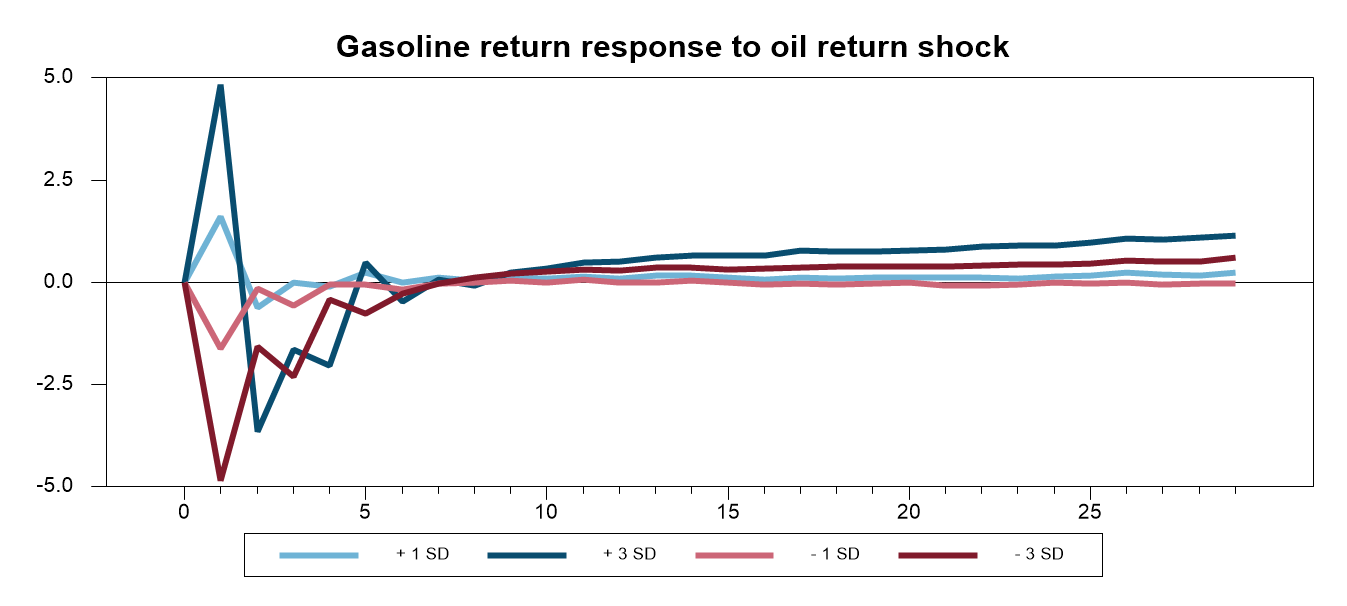 Gasoline return response to oil return shock
5.0
2.5
0.0
-2.5
-5.0
0 5 10 15 20 25
+ 1 SD + 3 SD - 1 SD - 3 SD